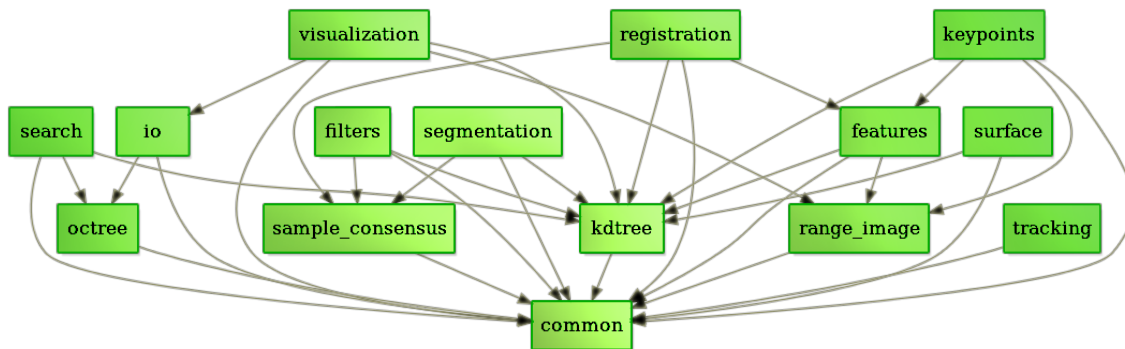 visualization
registration
keypoints
search
io
filters
segmentation
features
surface
octree
sample_consensus
kdtree
range_image
tracking
common